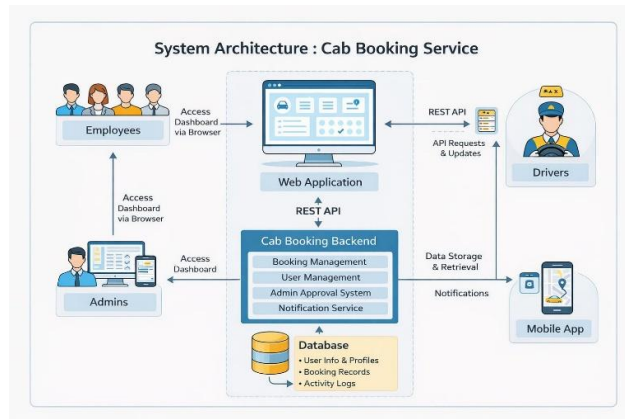 System Architecture : Cab Booking Service
Access
Dashboard
via Browser
Employees
Web Application
REST API
API Requests
& Updates
Drivers
Access
Dashboard
via Browser
REST API
Cab Booking Backend
Booking Management
User Management
Admin Approval System
Notification Service
Access
Dashboard
Admins
Data Storage
& Retrieval
Notifications
Mobile App
Database
• User Info & Profiles
• Booking Records
• Activity Logs